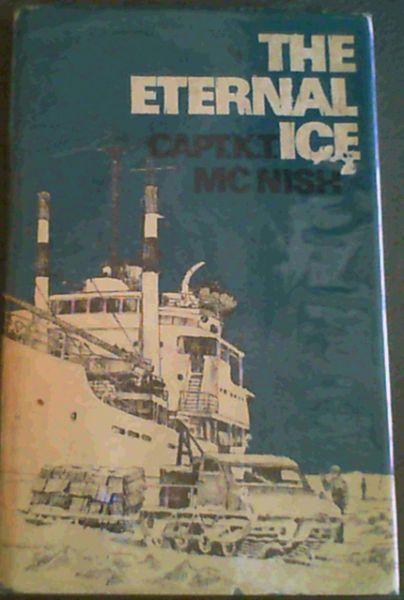 THE
ETERNAL
ICE
CAPT.K.T.
MC NISH